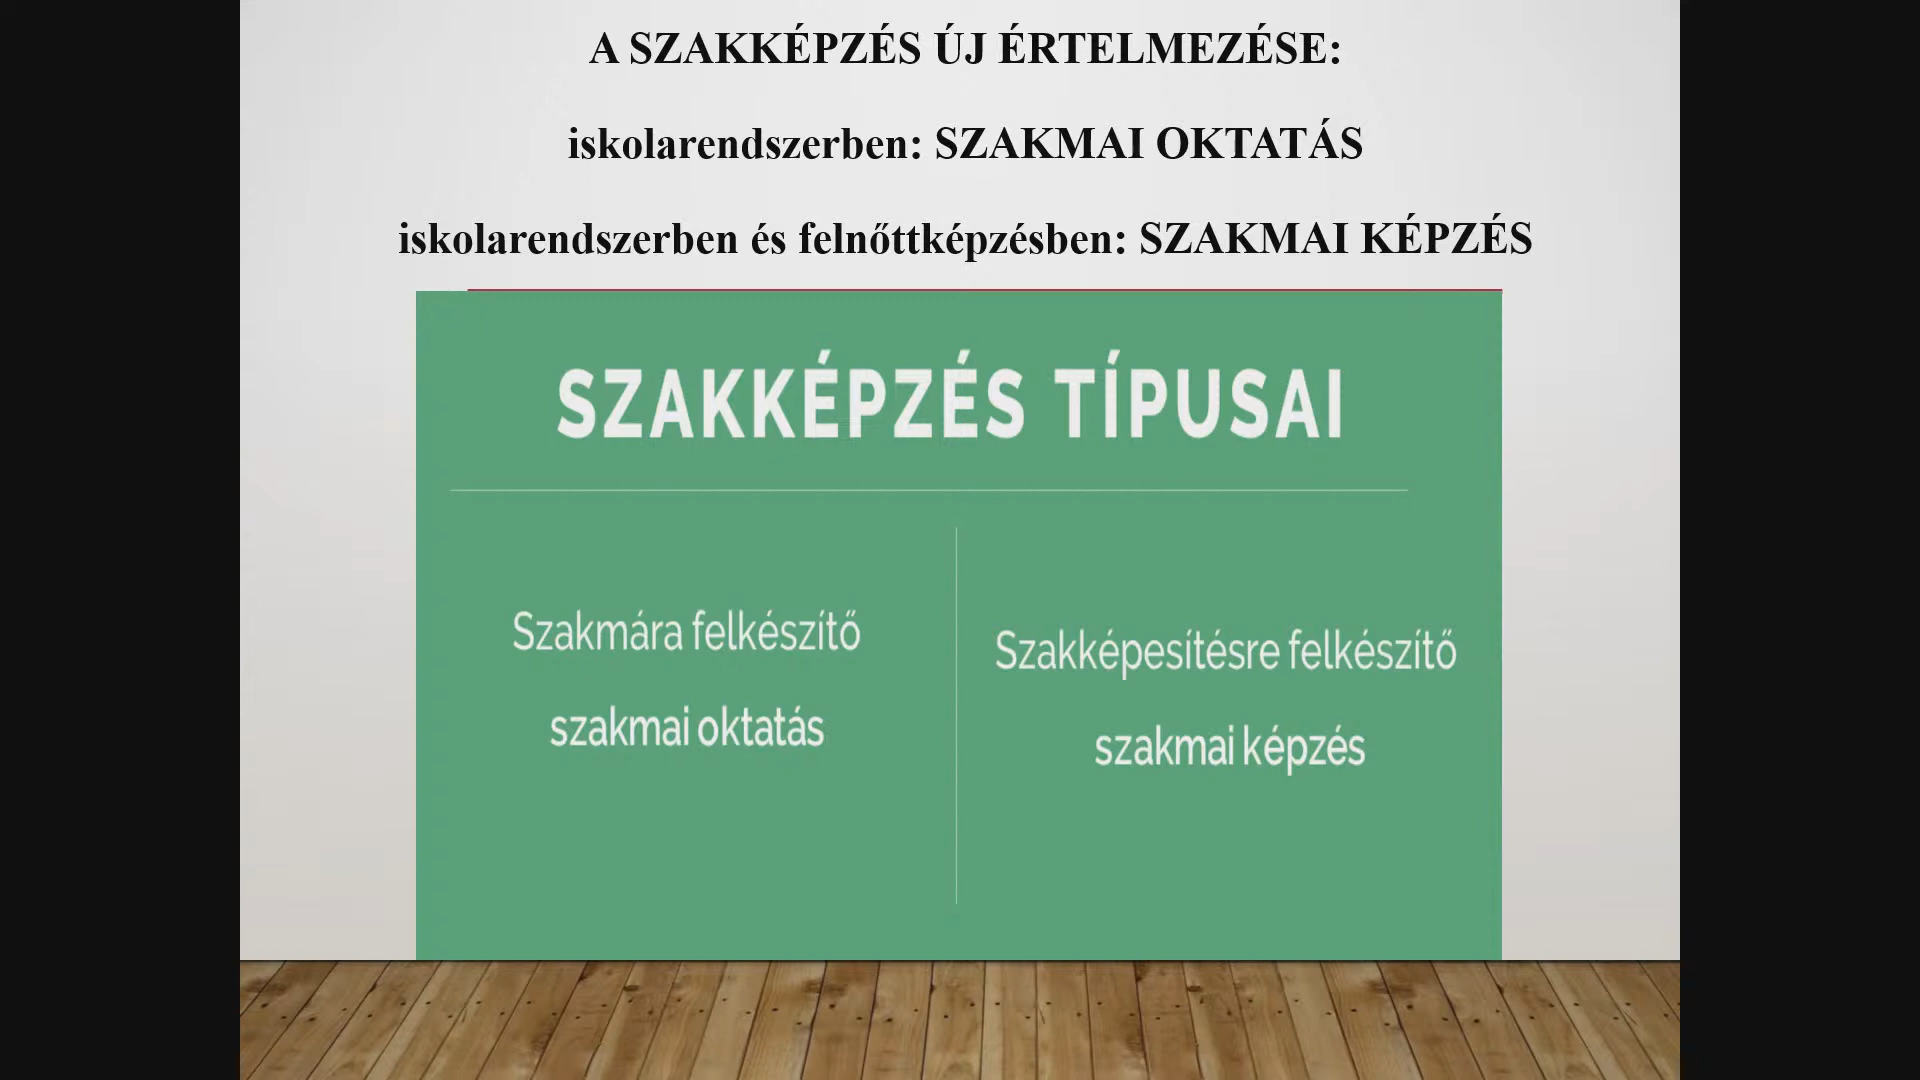 A SZAKKÉPZÉS ÚJ ÉRTELMEZÉSE:
iskolarendszerben: SZAKMAI OKTATÁS
iskolarendszerben és felnőttképzésben: SZAKMAI KÉPZÉS
SZAKKÉPZÉS TÍPUSAI
Szakmára felkészítő
szakmai oktatás
Szakképesítésre felkészítő
szakmai képzés